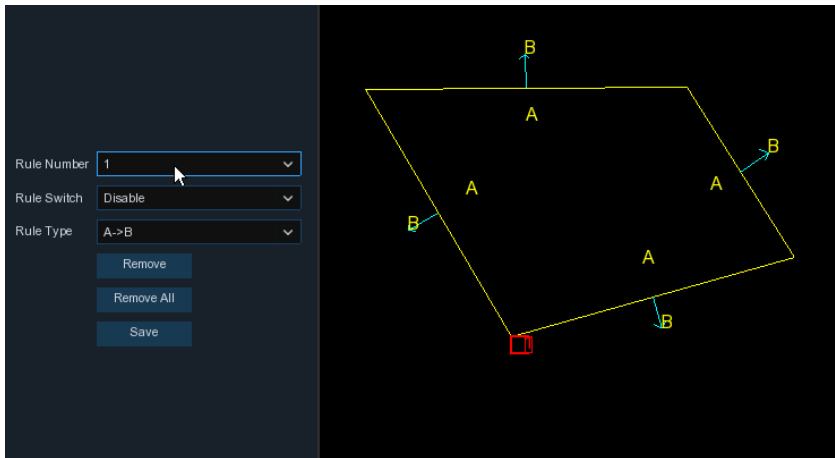 Rule Number 1
Rule Switch Disable
Rule Type A->B
Remove
Remove All
Save
B
A
B
A
A
B
A
B